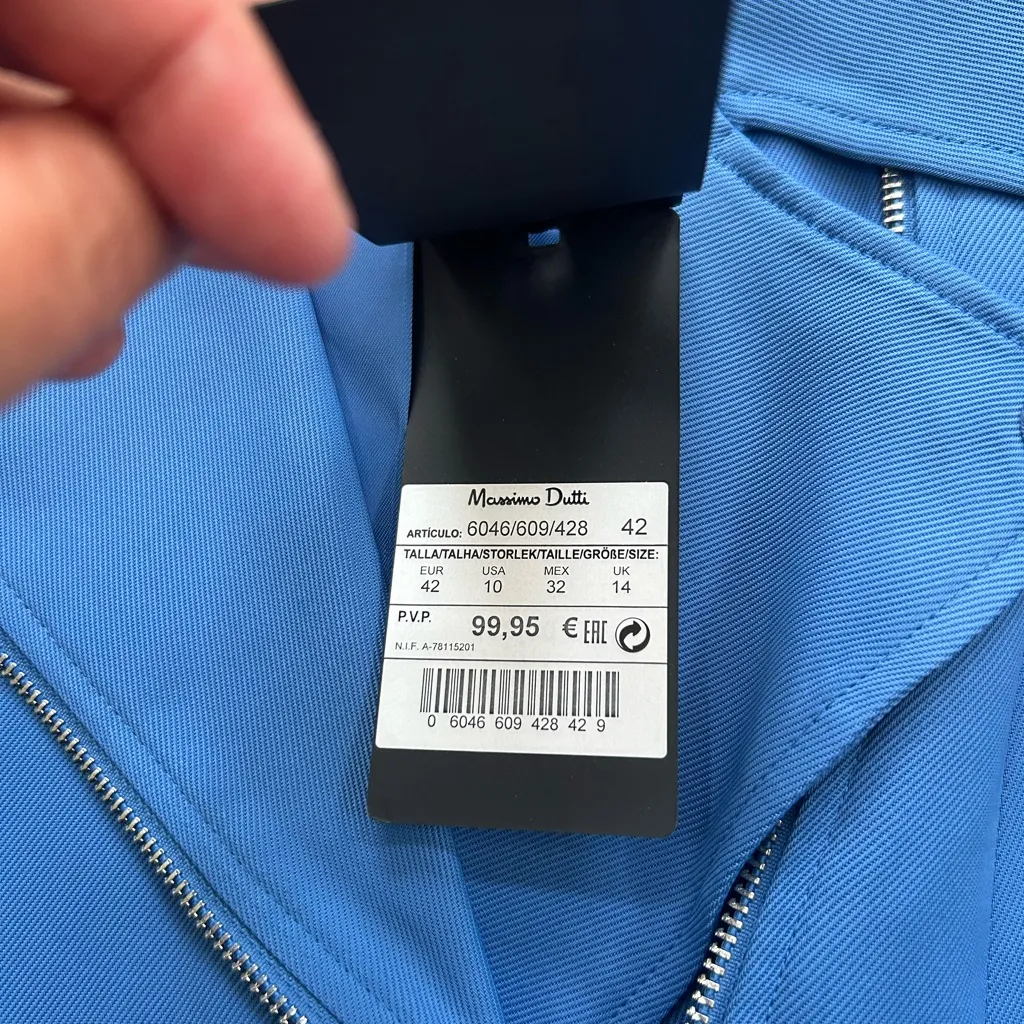 Massimo Dutti
ARTÍCULO: 6046/609/428 42
TALLA/TALHA/STORLEK/TAILLE/GRÖßE/SIZE:
EUR USA MEX UK
42 10 32 14
P.V.P. 99,95 € EAC
N.I.F. A-78115201
0 6046 609 428 42 9